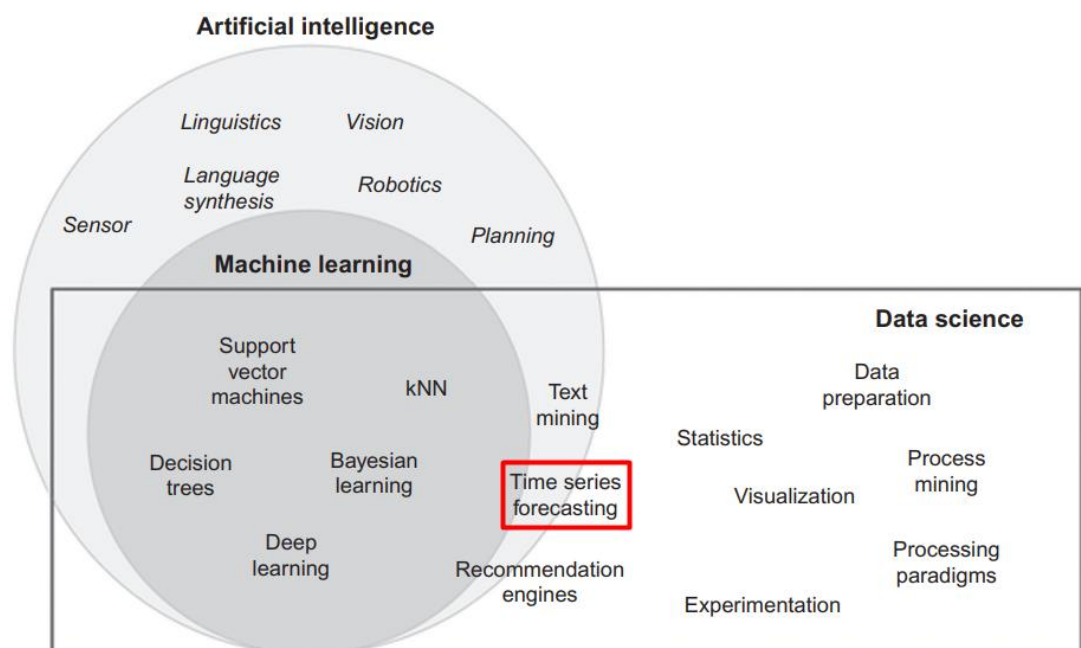 Artificial intelligence
Linguistics
Vision
Language
synthesis
Robotics
Sensor
Planning
Machine learning
Data science
Support
vector
machines
kNN
Text
mining
Data
preparation
Statistics
Decision
trees
Bayesian
learning
Time series
forecasting
Visualization
Process
mining
Deep
learning
Recommendation
engines
Processing
paradigms
Experimentation